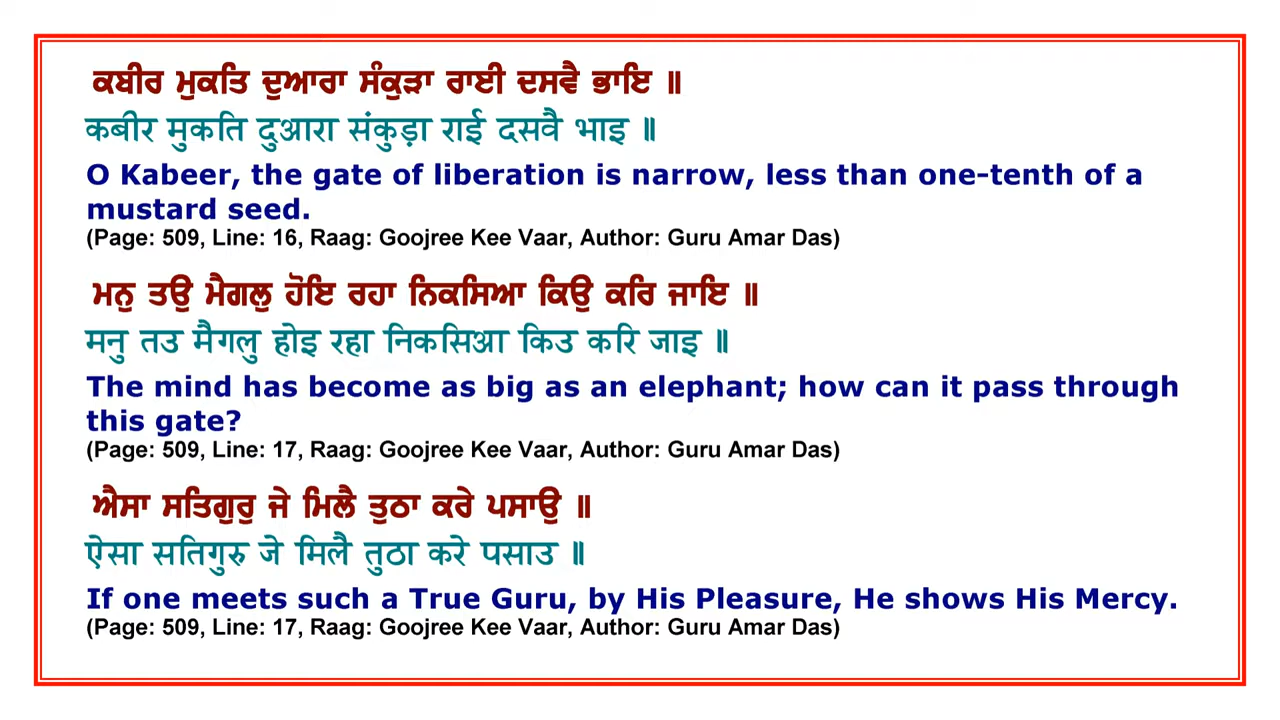 ਕਬੀਰ ਮੁਕਤਿ ਦੁਆਰਾ ਸੰਕੁੜਾ ਰਾਈ ਦਸਵੈ ਭਾਇ ॥
कबीर मुकति दुआरा संकुड़ा राई दसवै भाइ ॥
O Kabeer, the gate of liberation is narrow, less than one-tenth of a
mustard seed.
(Page: 509, Line: 16, Raag: Goojree Kee Vaar, Author: Guru Amar Das)
ਮਨੁ ਤਉ ਮੈਗਲੁ ਹੋਇ ਰਹਾ ਨਿਕਸਿਆ ਕਿਉ ਕਰਿ ਜਾਇ ॥
मनु तउ मैगलु होइ रहा निकसिआ किउ करि जाइ ॥
The mind has become as big as an elephant; how can it pass through
this gate?
(Page: 509, Line: 17, Raag: Goojree Kee Vaar, Author: Guru Amar Das)
ਐਸਾ ਸਤਿਗੁਰੁ ਜੇ ਮਿਲੈ ਤੁਠਾ ਕਰੇ ਪਸਾਉ ॥
ऐसा सतिगुरु जे मिलै तुठा करे पसाउ ॥
If one meets such a True Guru, by His Pleasure, He shows His Mercy.
(Page: 509, Line: 17, Raag: Goojree Kee Vaar, Author: Guru Amar Das)